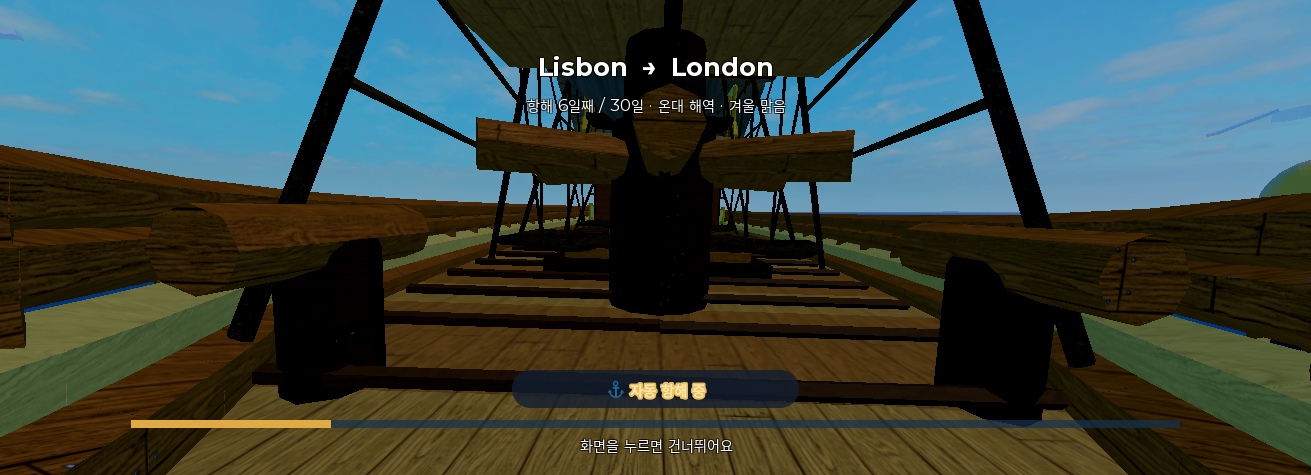 Lisbon → London
항해 6일째 / 30일 · 온대 해역 · 겨울 맑음
⚓ 자동 항해 중
화면을 누르면 건너뛰어요